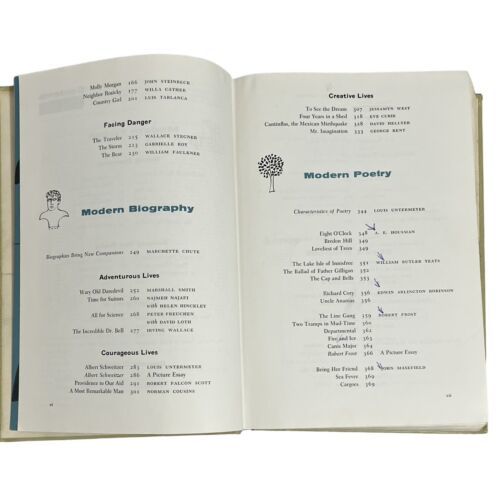 Molly Morgan 166 JOHN STEINBECK
Neighbor Rosicky 177 WILLA CATHER
Country Girl 201 LUIS TABLANCA
Facing Danger
The Traveler 215 WALLACE STEGNER
The Storm 223 GABRIELLE ROY
The Bear 230 WILLIAM FAULKNER
Modern Biography
Biographies Bring New Companions 249 MARCHETTE CHUTE
Adventurous Lives
Wary Old Daredevil 252 MARSHALL SMITH
Time for Suitors 260 NAJMEH NAJAFI
with HELEN HINCKLEY
All for Science 268 PETER FREUCHEN
with DAVID LOTH
The Incredible Dr. Bell 277 IRVING WALLACE
Courageous Lives
Albert Schweitzer 283 LOUIS UNTERMEYER
Albert Schweitzer 286 A Picture Essay
Providence to Our Aid 291 ROBERT FALCON SCOTT
A Most Remarkable Man 301 NORMAN COUSINS
vi
Creative Lives
To See the Dream 307 JESSAMYN WEST
Four Years in a Shed 318 EVE CURIE
Cantinflas, the Mexican Mirthquake 328 DAVID HELLYER
Mr. Imagination 333 GEORGE KENT
Modern Poetry
Characteristics of Poetry 344 LOUIS UNTERMEYER
Eight O'Clock 348 A. E. HOUSMAN
Bredon Hill 349
Loveliest of Trees 349
The Lake Isle of Innisfree 351 WILLIAM BUTLER YEATS
The Ballad of Father Gilligan 352
The Cap and Bells 353
Richard Cory 356 EDWIN ARLINGTON ROBINSON
Uncle Ananias 356
The Line Gang 359 ROBERT FROST
Two Tramps in Mud-Time 361
Departmental 362
Fire and Ice 363
Canis Major 364
Robert Frost 366 A Picture Essay
Being Her Friend 368 JOHN MASEFIELD
Sea Fever 369
Cargoes 369
vii